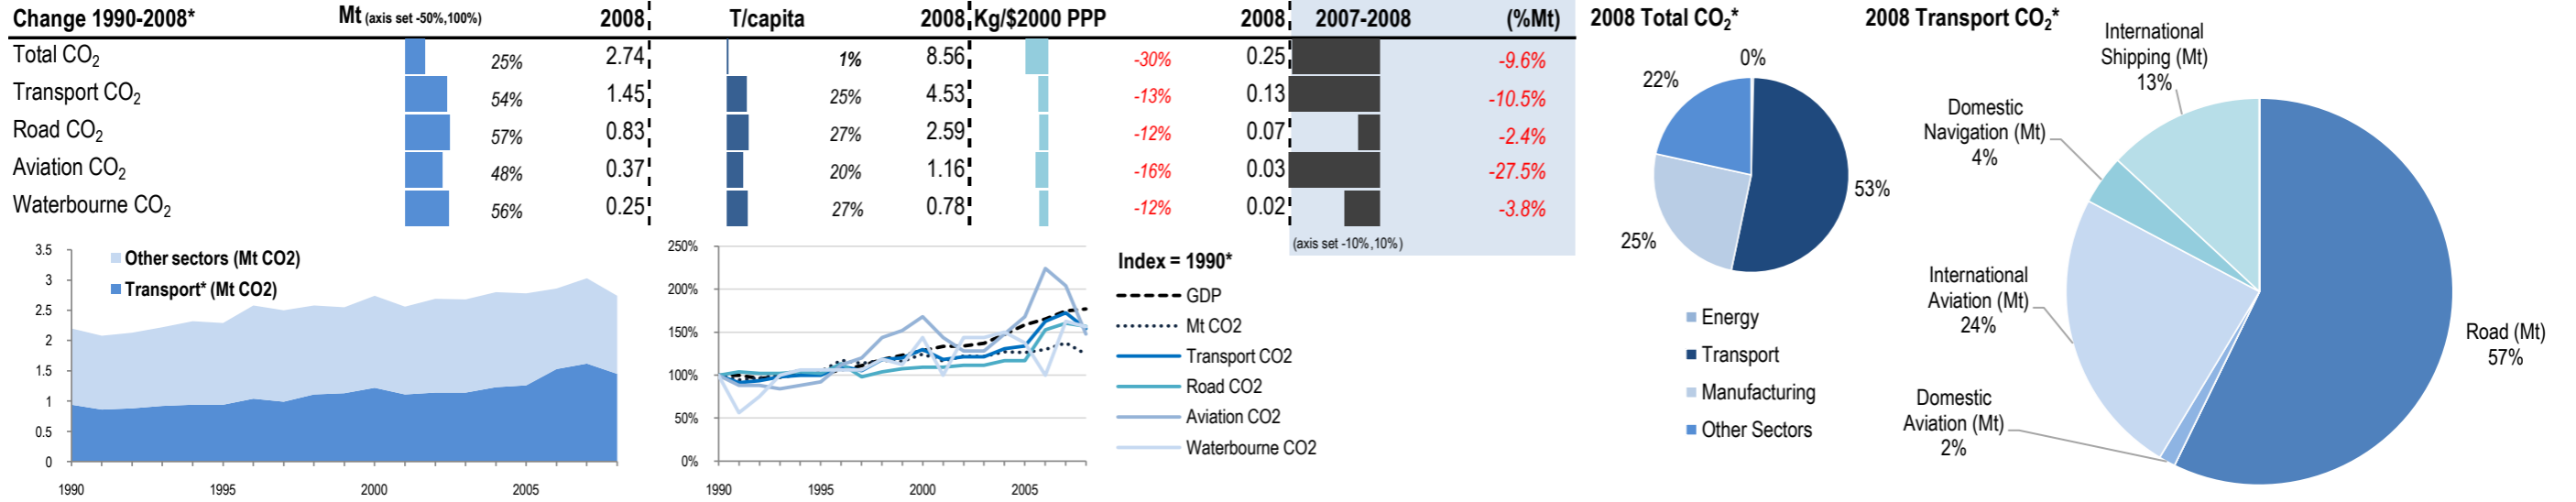 Change 1990-2008* Mt (axis set -50%,100%) 2008 T/capita 2008 Kg/$2000 PPP 2008 2007-2008 (%Mt)
Total CO2 25% 2.74 1% 8.56 -30% 0.25 -9.6%
Transport CO2 54% 1.45 25% 4.53 -13% 0.13 -10.5%
Road CO2 57% 0.83 27% 2.59 -12% 0.07 -2.4%
Aviation CO2 48% 0.37 20% 1.16 -16% 0.03 -27.5%
Waterbourne CO2 56% 0.25 27% 0.78 -12% 0.02 -3.8%
(axis set -10%,10%)
3.5
3
2.5
2
1.5
1
0.5
0
Other sectors (Mt CO2)
Transport* (Mt CO2)
1990 1995 2000 2005
250%
200%
150%
100%
50%
0%
1990 1995 2000 2005
Index = 1990*
GDP
Mt CO2
Transport CO2
Road CO2
Aviation CO2
Waterbourne CO2
2008 Total CO2*
0%
22%
53%
25%
Energy
Transport
Manufacturing
Other Sectors
2008 Transport CO2*
International
Shipping (Mt)
13%
Domestic
Navigation (Mt)
4%
International
Aviation (Mt)
24%
Road (Mt)
57%
Domestic
Aviation (Mt)
2%